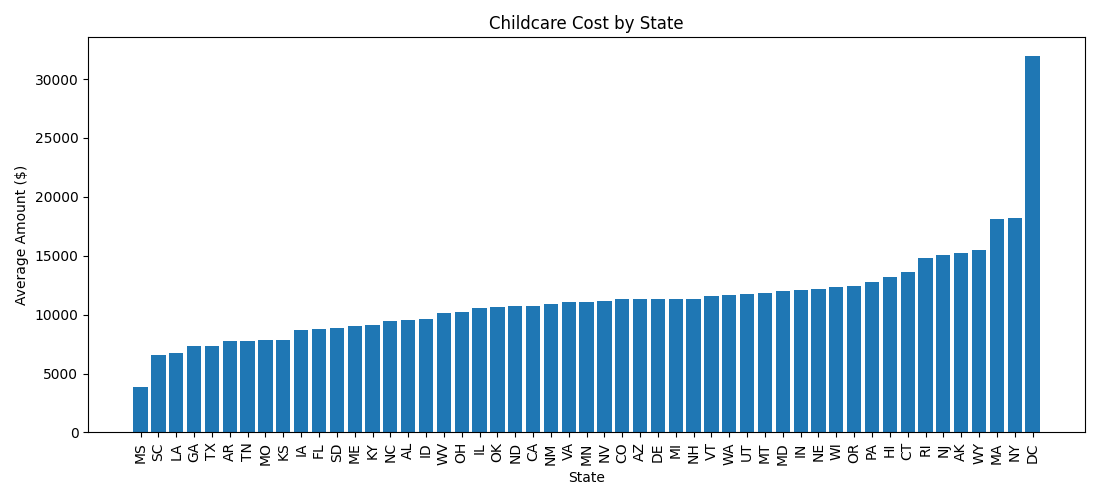 Childcare Cost by State
30000
25000
20000
15000
10000
5000
0
Average Amount ($)
MS SC LA GA TX AR TN MO KS IA FL SD ME KY NC AL ID WV OH IL OK ND CA NM VA MN NV CO AZ DE MI NH VT WA UT MT MD IN NE WI OR PA HI CT RI NJ AK WY MA NY DC
State